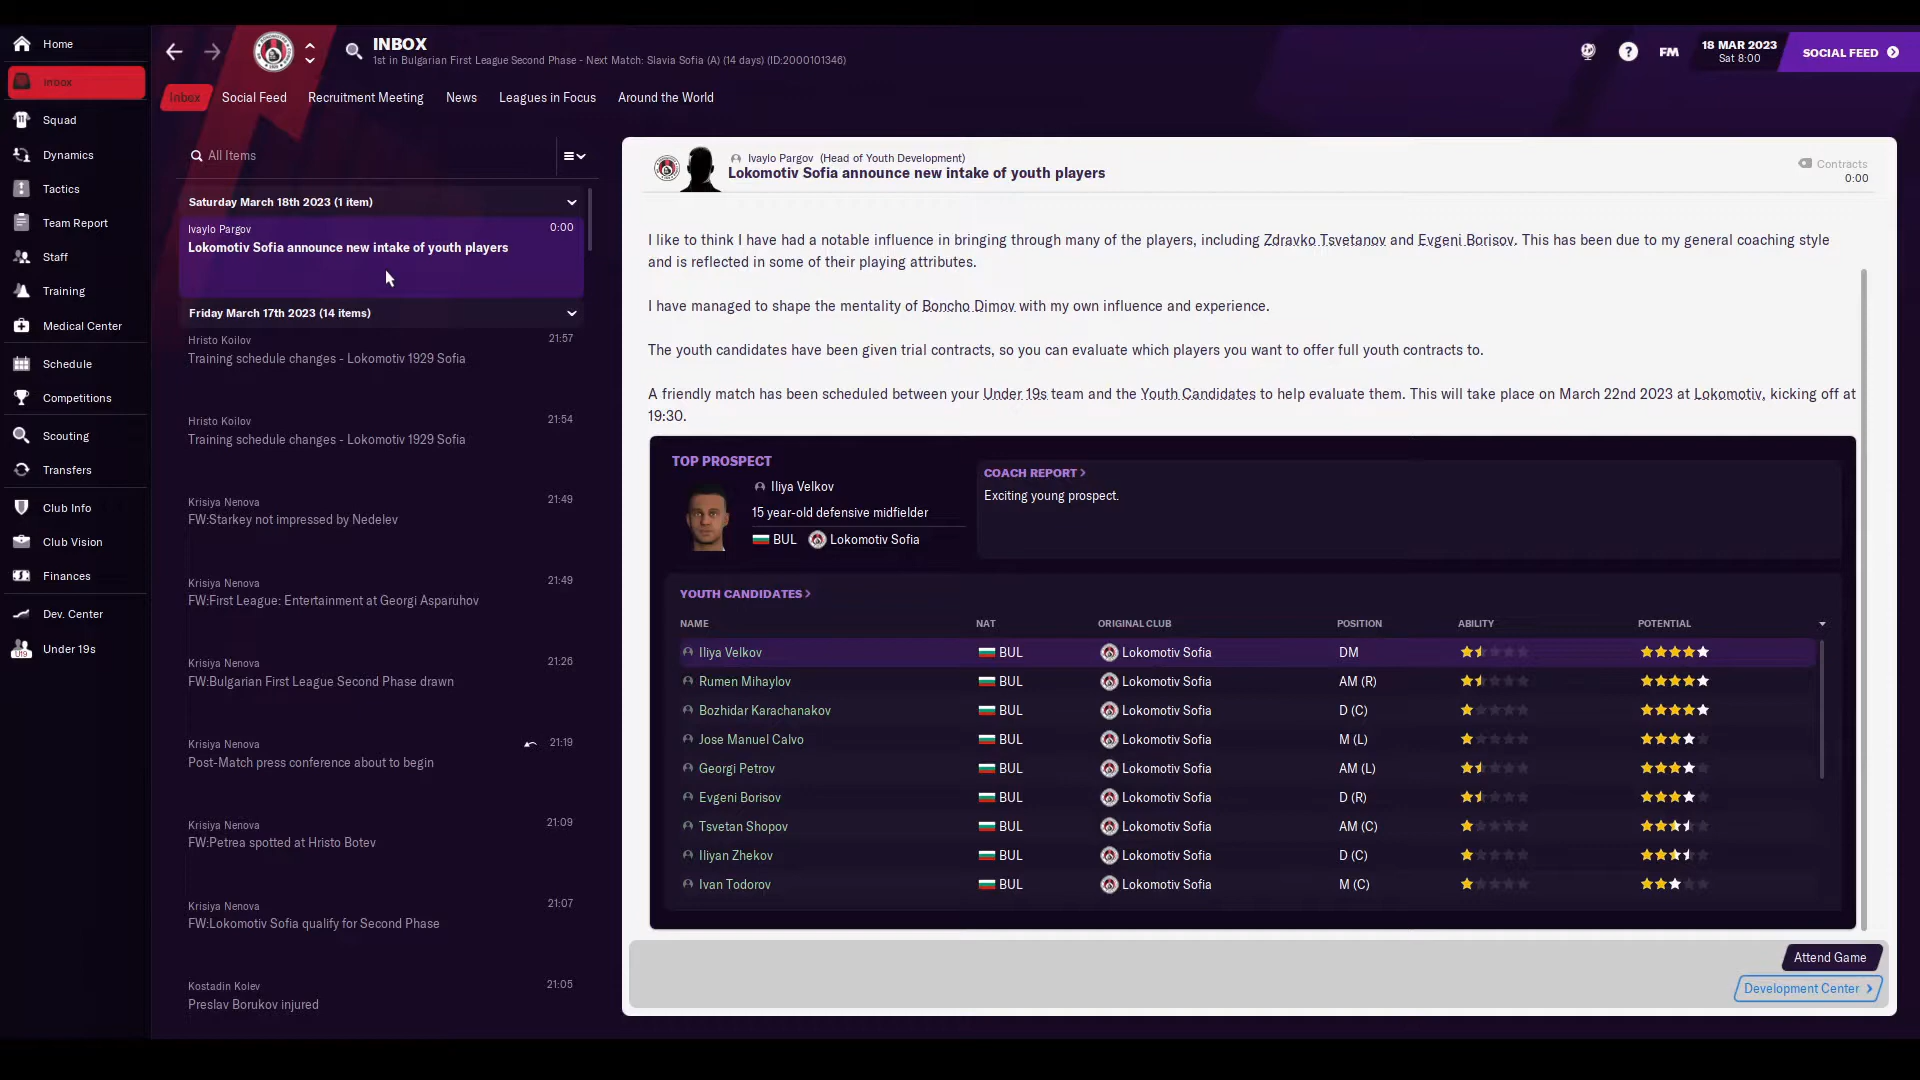 Home
Inbox
Squad
Dynamics
Tactics
Team Report
Staff
Training
Medical Center
Schedule
Competitions
Scouting
Transfers
Club Info
Club Vision
Finances
Dev. Center
U19
Under 19s
INBOX
1st in Bulgarian First League Second Phase - Next Match: Slavia Sofia (A) (14 days) (ID:2000101346)
?
FM
18 MAR 2023
Sat 8:00
SOCIAL FEED
Inbox Social Feed Recruitment Meeting News Leagues in Focus Around the World
All Items
Saturday March 18th 2023 (1 item)
Ivaylo Pargov 0:00
Lokomotiv Sofia announce new intake of youth players
Friday March 17th 2023 (14 items)
Hristo Koilov 21:57
Training schedule changes - Lokomotiv 1929 Sofia
Hristo Koilov 21:54
Training schedule changes - Lokomotiv 1929 Sofia
Krisiya Nenova 21:49
FW:Starkey not impressed by Nedelev
Krisiya Nenova 21:49
FW:First League: Entertainment at Georgi Asparuhov
Krisiya Nenova 21:26
FW:Bulgarian First League Second Phase drawn
Krisiya Nenova 21:19
Post-Match press conference about to begin
Krisiya Nenova 21:09
FW:Petrea spotted at Hristo Botev
Krisiya Nenova 21:07
FW:Lokomotiv Sofia qualify for Second Phase
Kostadin Kolev 21:05
Preslav Borukov injured
Ivaylo Pargov (Head of Youth Development)
Lokomotiv Sofia announce new intake of youth players
Contracts
0:00
I like to think I have had a notable influence in bringing through many of the players, including Zdravko Tsvetanov and Evgeni Borisov. This has been due to my general coaching style
and is reflected in some of their playing attributes.
I have managed to shape the mentality of Boncho Dimov with my own influence and experience.
The youth candidates have been given trial contracts, so you can evaluate which players you want to offer full youth contracts to.
A friendly match has been scheduled between your Under 19s team and the Youth Candidates to help evaluate them. This will take place on March 22nd 2023 at Lokomotiv, kicking off at
19:30.
TOP PROSPECT
Iliya Velkov
15 year-old defensive midfielder
BUL Lokomotiv Sofia
COACH REPORT
Exciting young prospect.
YOUTH CANDIDATES
NAME NAT ORIGINAL CLUB POSITION ABILITY POTENTIAL
Iliya Velkov BUL Lokomotiv Sofia DM
Rumen Mihaylov BUL Lokomotiv Sofia AM (R)
Bozhidar Karachanakov BUL Lokomotiv Sofia D (C)
Jose Manuel Calvo BUL Lokomotiv Sofia M (L)
Georgi Petrov BUL Lokomotiv Sofia AM (L)
Evgeni Borisov BUL Lokomotiv Sofia D (R)
Tsvetan Shopov BUL Lokomotiv Sofia AM (C)
Iliyan Zhekov BUL Lokomotiv Sofia D (C)
Ivan Todorov BUL Lokomotiv Sofia M (C)
Attend Game
Development Center